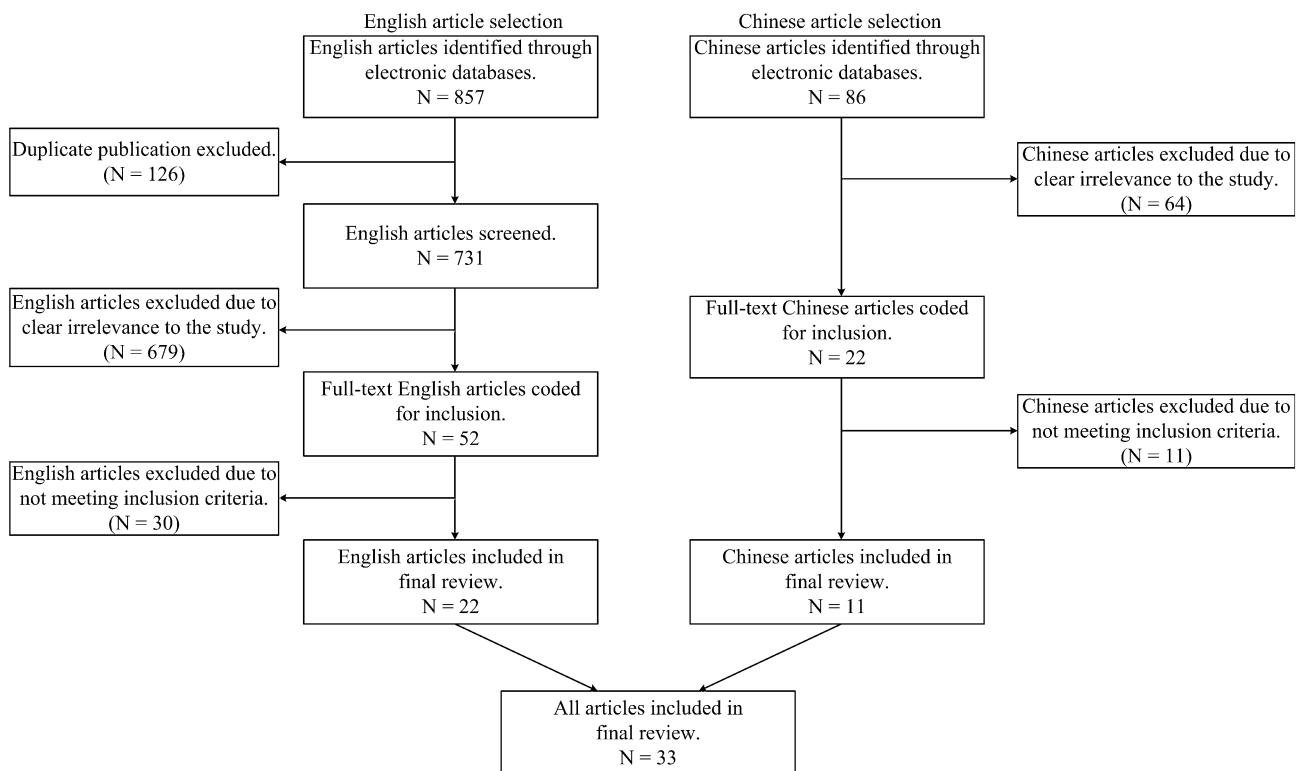 English article selection
English articles identified through
electronic databases.
N = 857
Duplicate publication excluded.
(N = 126)
English articles screened.
N = 731
English articles excluded due to
clear irrelevance to the study.
(N = 679)
Full-text English articles coded
for inclusion.
N = 52
English articles excluded due to
not meeting inclusion criteria.
(N = 30)
English articles included in
final review.
N = 22
Chinese article selection
Chinese articles identified through
electronic databases.
N = 86
Chinese articles excluded due to
clear irrelevance to the study.
(N = 64)
Full-text Chinese articles coded
for inclusion.
N = 22
Chinese articles excluded due to
not meeting inclusion criteria.
(N = 11)
Chinese articles included in
final review.
N = 11
All articles included in
final review.
N = 33